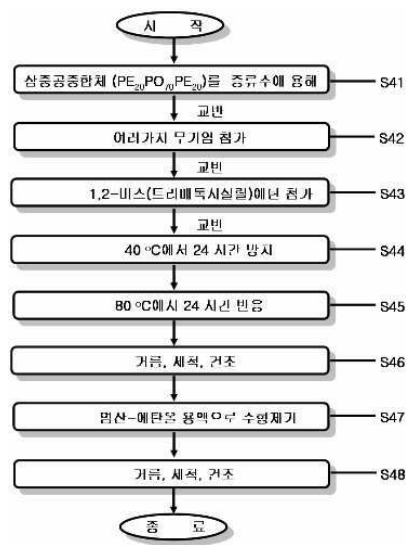 시 작
삼중공중합체 (PE20PO70PE20)를 증류수에 용해 S41
교반
여러가지 무기염 첨가 S42
교반
1,2-비스(트리메톡시실릴)에탄 첨가 S43
교반
40 °C에서 24 시간 방치 S44
80 °C에서 24 시간 반응 S45
거름, 세척, 건조 S46
염산-에탄올 용액으로 주형제거 S47
거름, 세척, 건조 S48
종 료